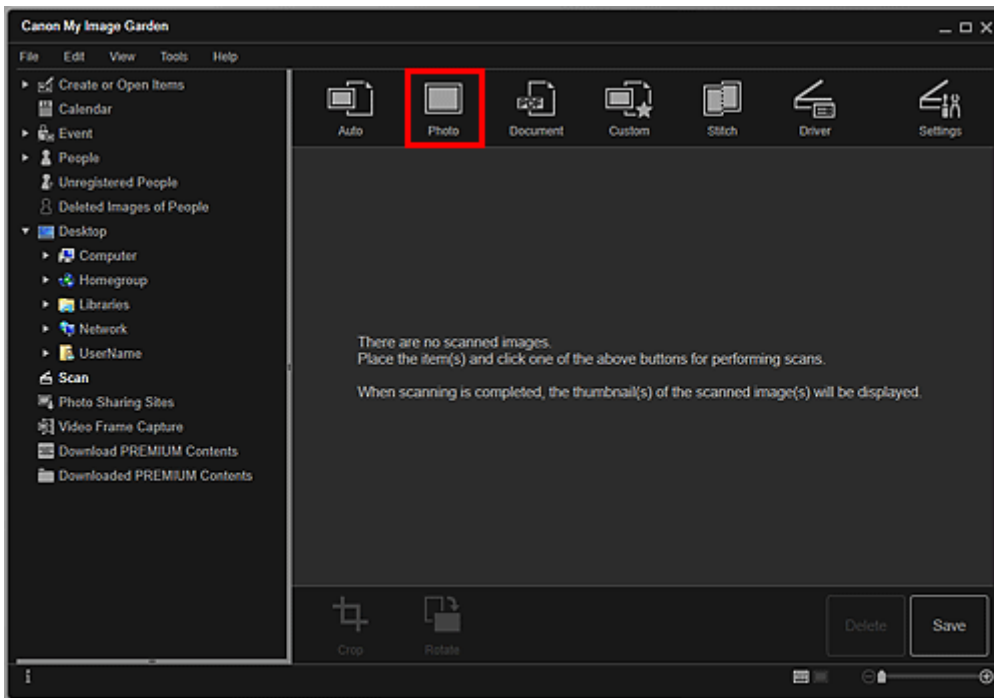 Canon My Image Garden
File Edit View Tools Help
Create or Open Items
Calendar
Event
People
Unregistered People
Deleted Images of People
Desktop
Computer
Homegroup
Libraries
Network
UserName
Scan
Photo Sharing Sites
Video Frame Capture
Download PREMIUM Contents
Downloaded PREMIUM Contents
Auto Photo Document Custom Stitch Driver Settings
PDF
There are no scanned images.
Place the item(s) and click one of the above buttons for performing scans.
When scanning is completed, the thumbnail(s) of the scanned image(s) will be displayed.
Crop Rotate Delete Save